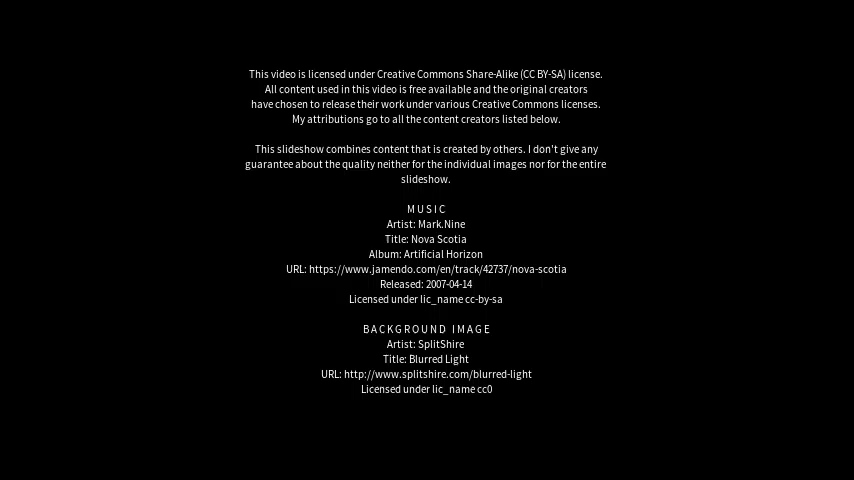 This video is licensed under Creative Commons Share-Alike (CC BY-SA) license.
All content used in this video is free available and the original creators
have chosen to release their work under various Creative Commons licenses.
My attributions go to all the content creators listed below.
This slideshow combines content that is created by others. I don't give any
guarantee about the quality neither for the individual images nor for the entire
slideshow.
MUSIC
Artist: Mark.Nine
Title: Nova Scotia
Album: Artificial Horizon
URL: https://www.jamendo.com/en/track/42737/nova-scotia
Released: 2007-04-14
Licensed under lic_name cc-by-sa
BACKGROUND IMAGE
Artist: SplitShire
Title: Blurred Light
URL: http://www.splitshire.com/blurred-light
Licensed under lic_name cc0